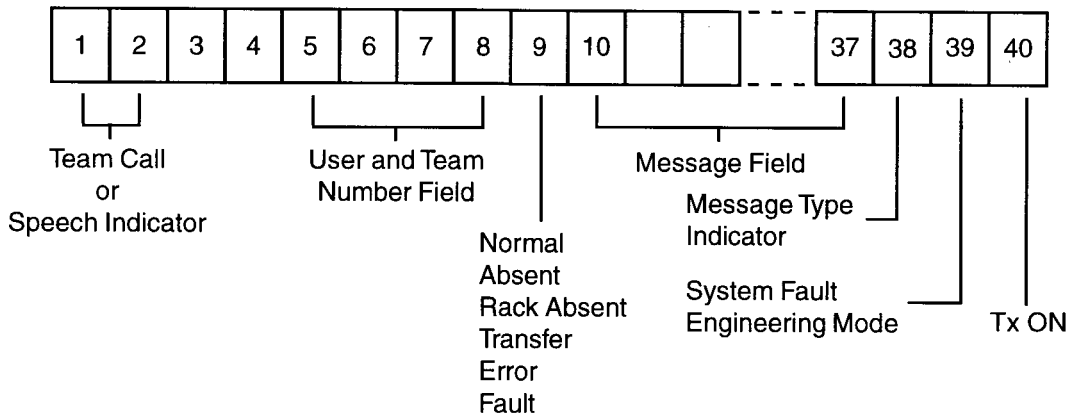 1 2 3 4 5 6 7 8 9 10 37 38 39 40
Team Call
or
Speech Indicator
User and Team
Number Field
Normal
Absent
Rack Absent
Transfer
Error
Fault
Message Field
Message Type
Indicator
System Fault
Engineering Mode
Tx ON